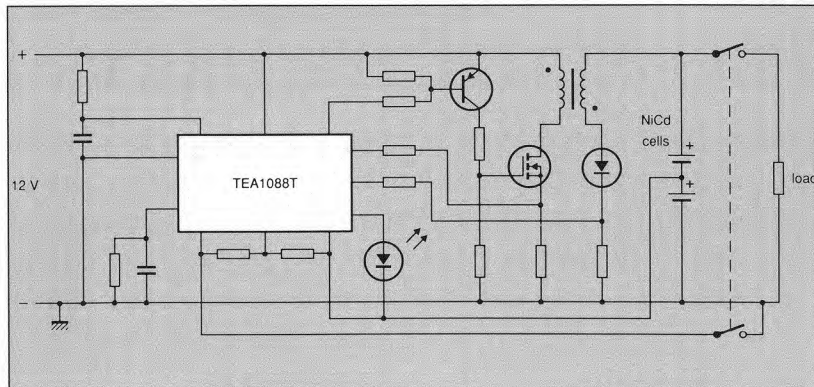 +
NiCd
cells
+
12 V
TEA1088T
+
load
−